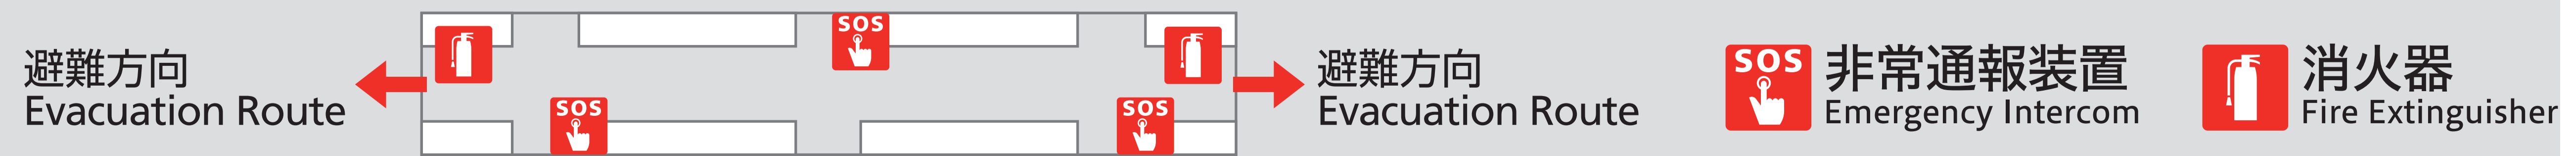 避難方向
Evacuation Route
SOS
SOS
SOS
避難方向
Evacuation Route
SOS
非常通報装置
Emergency Intercom
消火器
Fire Extinguisher